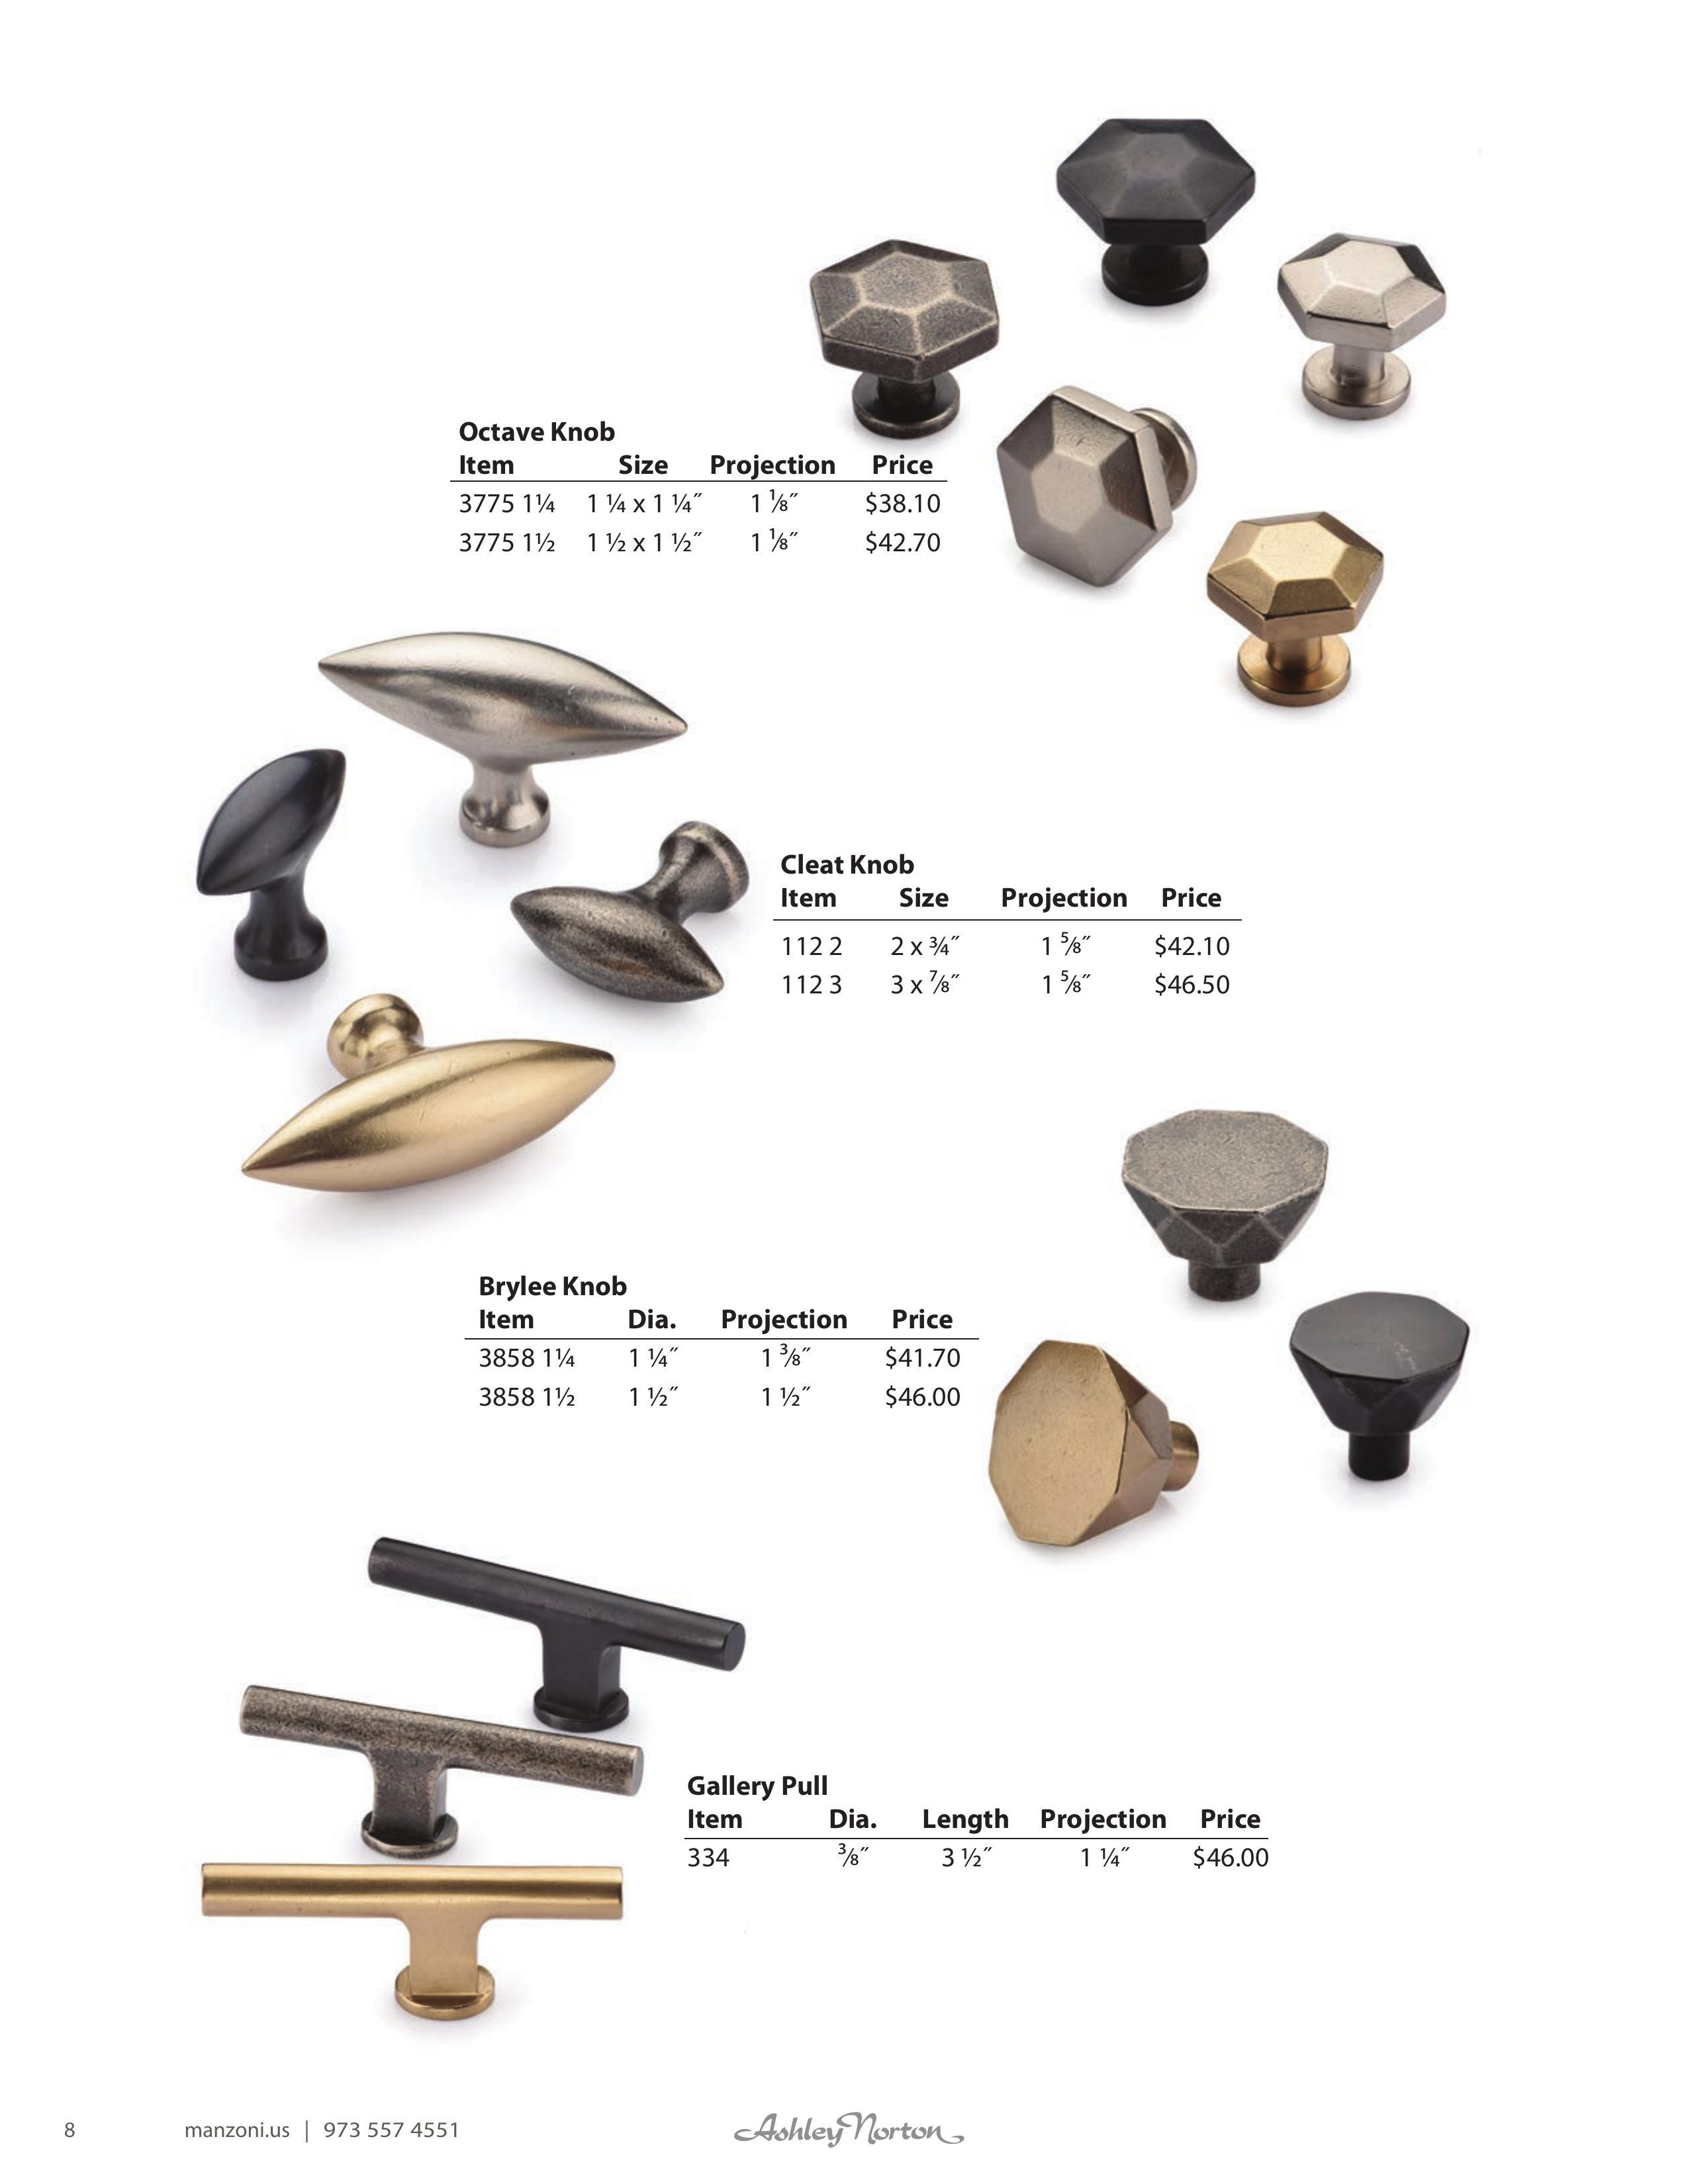 Octave Knob
Item Size Projection Price
3775 1¼ 1 ¼ x 1 ¼˝ 1 ⅛˝ $38.10
3775 1½ 1 ½ x 1 ½˝ 1 ⅛˝ $42.70
Cleat Knob
Item Size Projection Price
112 2 2 x ¾˝ 1 ⅝˝ $42.10
112 3 3 x ⅞˝ 1 ⅝˝ $46.50
Brylee Knob
Item Dia. Projection Price
3858 1¼ 1 ¼˝ 1 ⅜˝ $41.70
3858 1½ 1 ½˝ 1 ½˝ $46.00
Gallery Pull
Item Dia. Length Projection Price
334 ⅜˝ 3 ½˝ 1 ¼˝ $46.00
8 manzoni.us | 973 557 4551 Ashley Norton